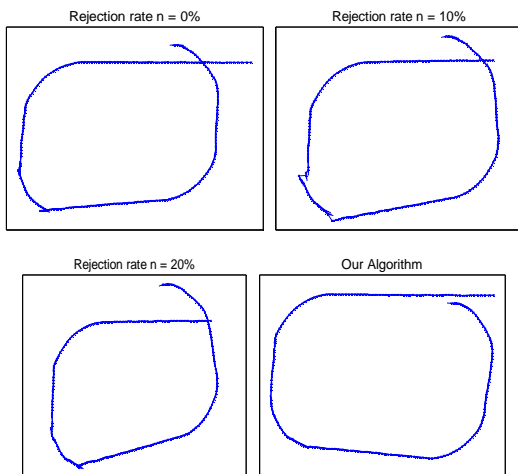 Rejection rate n = 0%
Rejection rate n = 10%
Rejection rate n = 20%
Our Algorithm